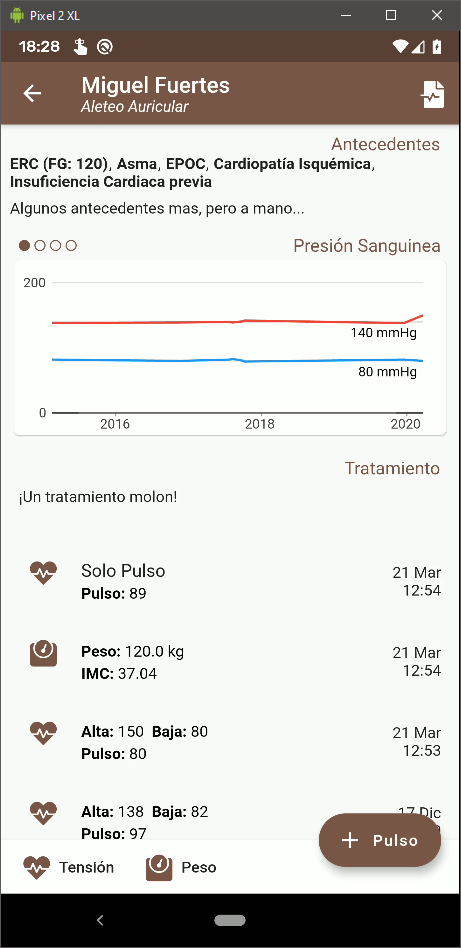 Pixel 2 XL
18:28
Miguel Fuertes
Aleteo Auricular
Antecedentes
ERC (FG: 120), Asma, EPOC, Cardiopatía Isquémica,
Insuficiencia Cardiaca previa
Algunos antecedentes mas, pero a mano...
Presión Sanguinea
200
140 mmHg
80 mmHg
0
2016 2018 2020
Tratamiento
¡Un tratamiento molon!
Solo Pulso 21 Mar
Pulso: 89 12:54
Peso: 120.0 kg 21 Mar
IMC: 37.04 12:54
Alta: 150 Baja: 80 21 Mar
Pulso: 80 12:53
Alta: 138 Baja: 82 17 Dic
Pulso: 97
+ Pulso
Tensión Peso